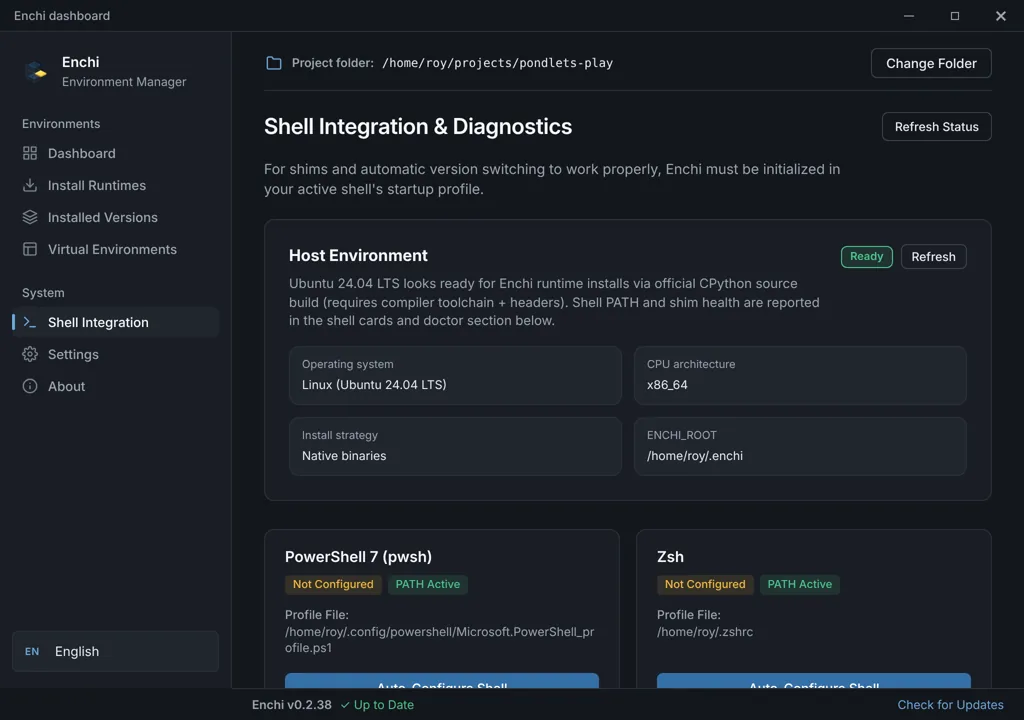 Enchi dashboard
Enchi
Environment Manager
Environments
Dashboard
Install Runtimes
Installed Versions
Virtual Environments
System
Shell Integration
Settings
About
EN English
Project folder: /home/roy/projects/pondlets-play
Change Folder
Shell Integration & Diagnostics
Refresh Status
For shims and automatic version switching to work properly, Enchi must be initialized in
your active shell's startup profile.
Host Environment
Ready
Refresh
Ubuntu 24.04 LTS looks ready for Enchi runtime installs via official CPython source
build (requires compiler toolchain + headers). Shell PATH and shim health are reported
in the shell cards and doctor section below.
Operating system
Linux (Ubuntu 24.04 LTS)
CPU architecture
x86_64
Install strategy
Native binaries
ENCHI_ROOT
/home/roy/.enchi
PowerShell 7 (pwsh)
Not Configured
PATH Active
Profile File:
/home/roy/.config/powershell/Microsoft.PowerShell_pr
ofile.ps1
Auto-Configure Shell
Zsh
Not Configured
PATH Active
Profile File:
/home/roy/.zshrc
Auto-Configure Shell
Enchi v0.2.38 ✓ Up to Date
Check for Updates